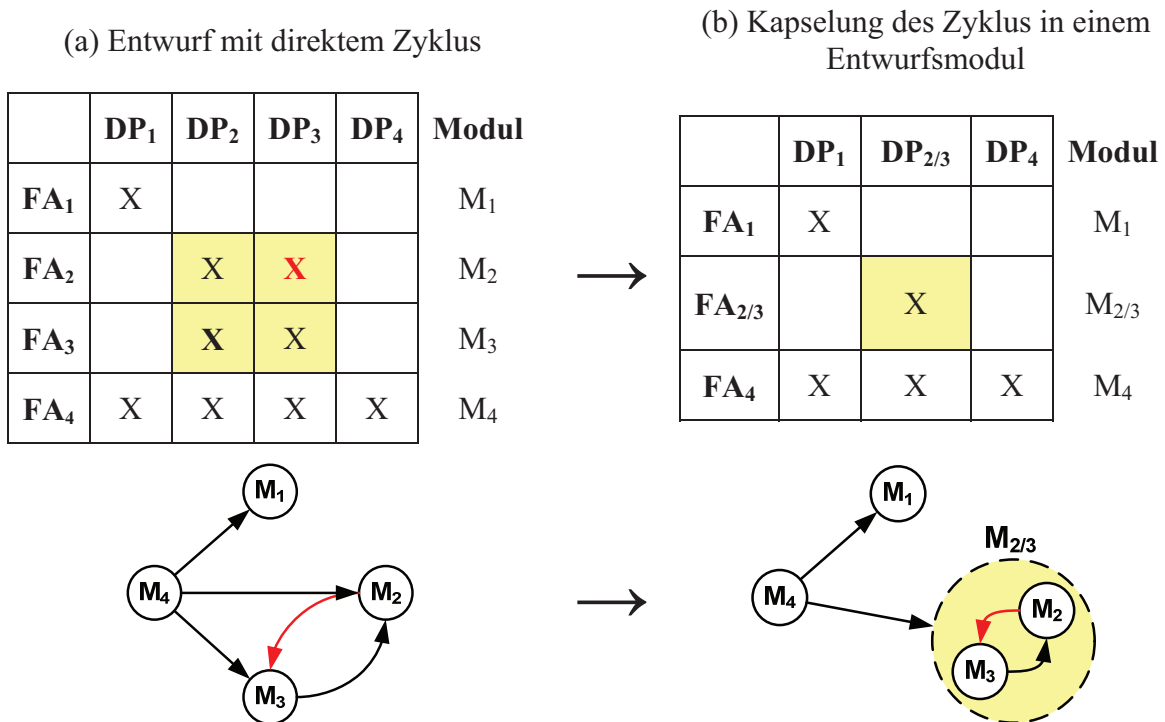 (a) Entwurf mit direktem Zyklus
DP₁ DP₂ DP₃ DP₄ Modul
FA₁ X M₁
FA₂ X X M₂
FA₃ X X M₃
FA₄ X X X X M₄
M₁
M₄
M₂
M₃
→
→
(b) Kapselung des Zyklus in einem
Entwurfsmodul
DP₁ DP₂/₃ DP₄ Modul
FA₁ X M₁
FA₂/₃ X M₂/₃
FA₄ X X X M₄
M₁
M₂/₃
M₄
M₂
M₃